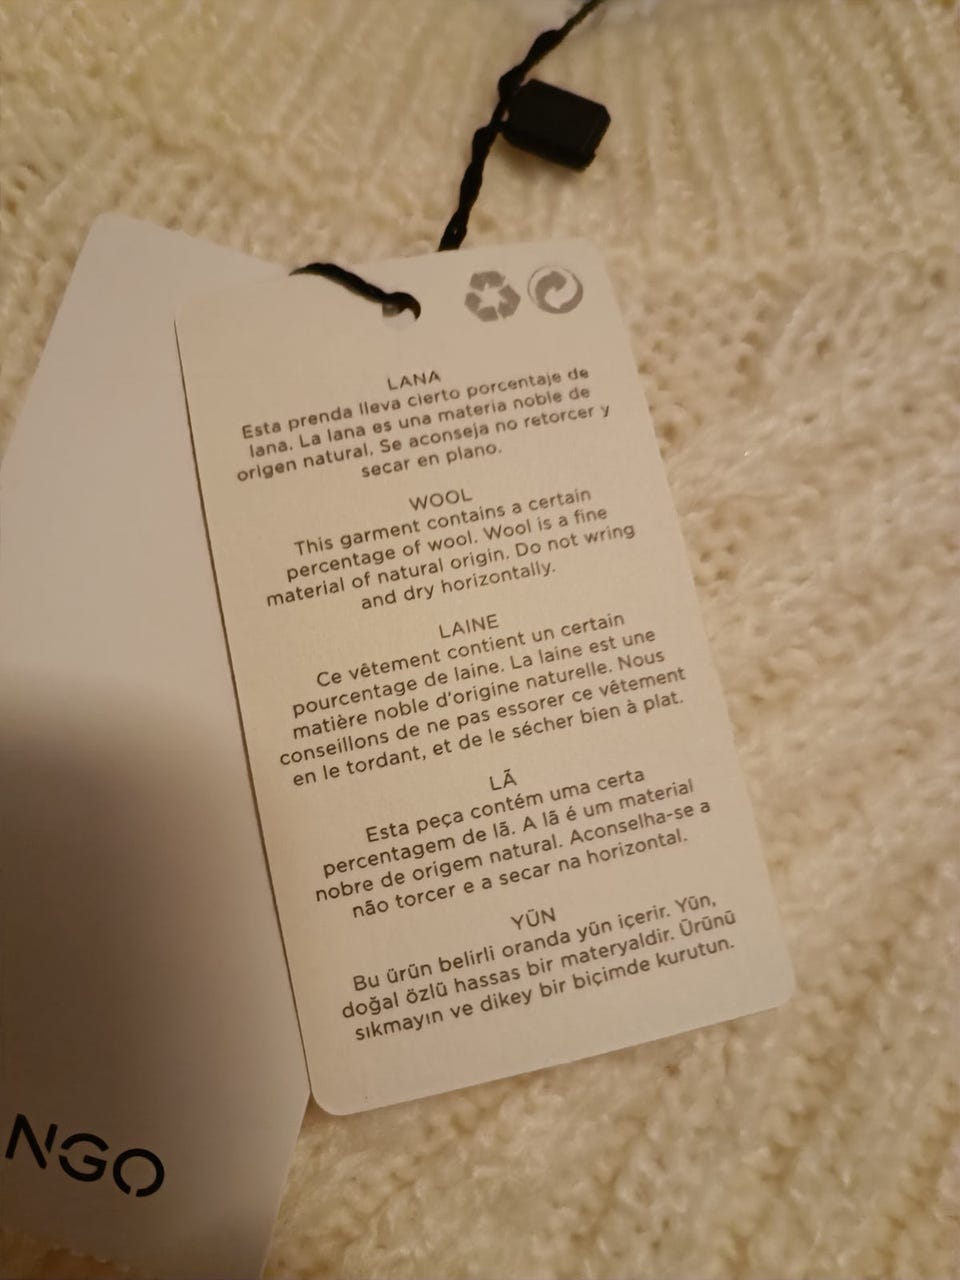 LANA
Esta prenda lleva cierto porcentaje de
lana. La lana es una materia noble de
origen natural. Se aconseja no retorcer y
secar en plano.
WOOL
This garment contains a certain
percentage of wool. Wool is a fine
material of natural origin. Do not wring
and dry horizontally.
LAINE
Ce vêtement contient un certain
pourcentage de laine. La laine est une
matière noble d'origine naturelle. Nous
conseillons de ne pas essorer ce vêtement
en le tordant, et de le sécher bien à plat.
LÃ
Esta peça contém uma certa
percentagem de lã. A lã é um material
nobre de origem natural. Aconselha-se a
não torcer e a secar na horizontal.
YÜN
Bu ürün belirli oranda yün içerir. Yün,
doğal özlü hassas bir materyaldir. Ürünü
sıkmayın ve dikey bir biçimde kurutun.
NGO